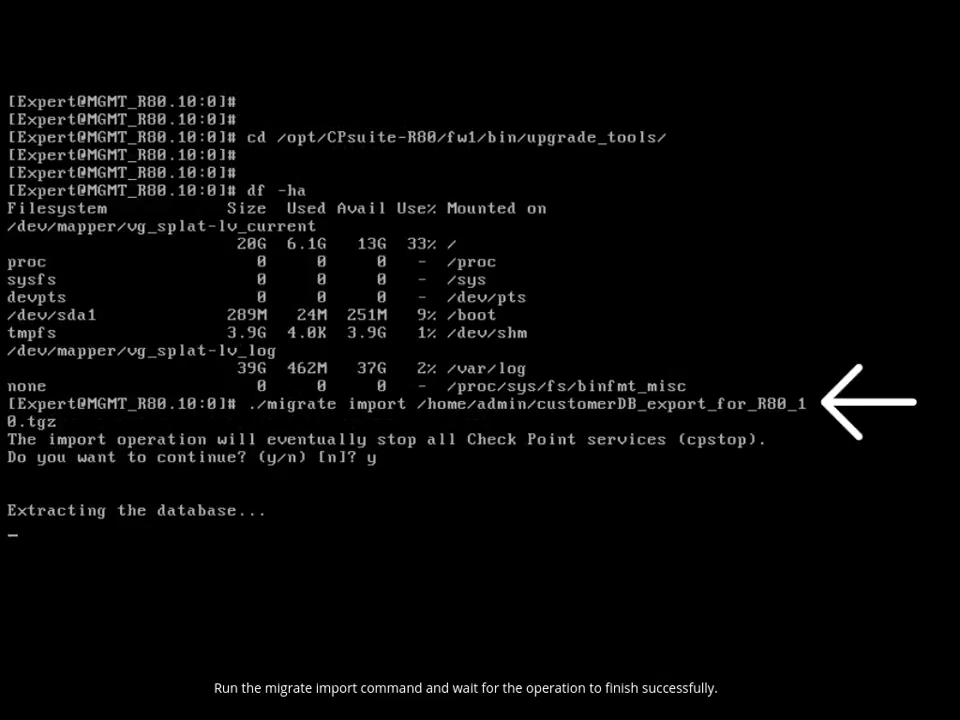 [Expert@MGMT_R80.10:0]#
[Expert@MGMT_R80.10:0]#
[Expert@MGMT_R80.10:0]# cd /opt/CPsuite-R80/fw1/bin/upgrade_tools/
[Expert@MGMT_R80.10:0]#
[Expert@MGMT_R80.10:0]#
[Expert@MGMT_R80.10:0]# df -ha
Filesystem Size Used Avail Use% Mounted on
/dev/mapper/vg_splat-lv_current
20G 6.1G 13G 33% /
proc 0 0 0 - /proc
sysfs 0 0 0 - /sys
devpts 0 0 0 - /dev/pts
/dev/sda1 289M 24M 251M 9% /boot
tmpfs 3.9G 4.0K 3.9G 1% /dev/shm
/dev/mapper/vg_splat-lv_log
39G 462M 37G 2% /var/log
none 0 0 0 - /proc/sys/fs/binfmt_misc
[Expert@MGMT_R80.10:0]# ./migrate import /home/admin/customerDB_export_for_R80_1
0.tgz
The import operation will eventually stop all Check Point services (cpstop).
Do you want to continue? (y/n) [n]? y
Extracting the database...
_
Run the migrate import command and wait for the operation to finish successfully.